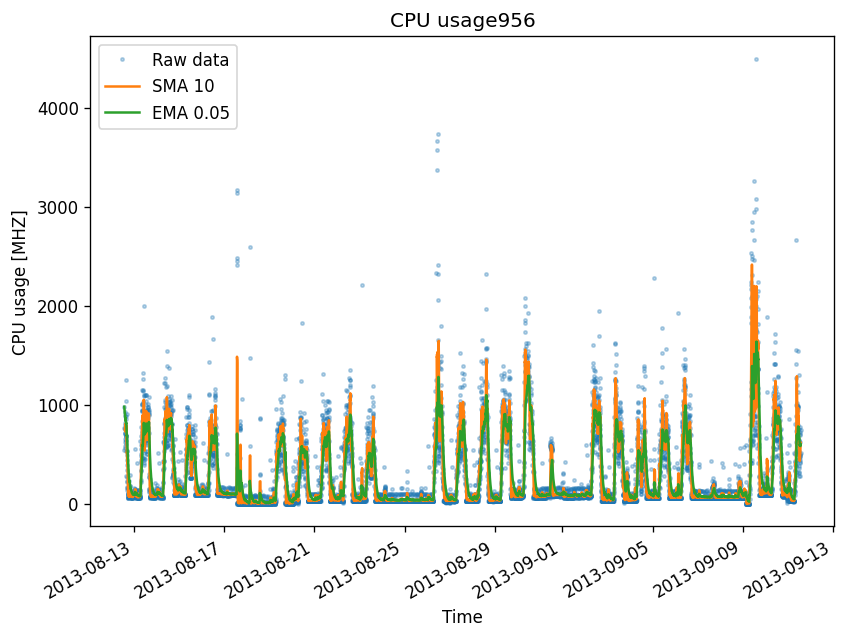 CPU usage956
Raw data
SMA 10
EMA 0.05
4000
3000
2000
1000
0
CPU usage [MHZ]
2013-08-13
2013-08-17
2013-08-21
2013-08-25
2013-08-29
2013-09-01
2013-09-05
2013-09-09
2013-09-13
Time